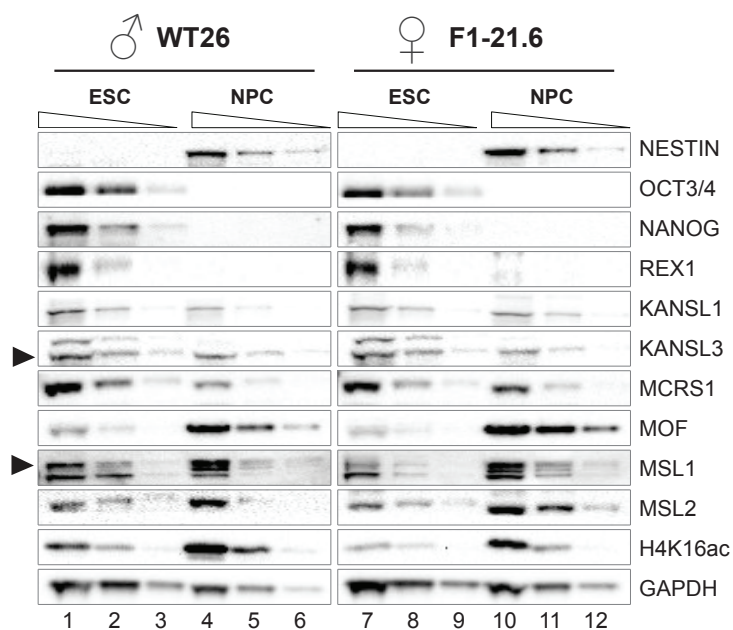 ♂ WT26 ♀ F1-21.6
ESC NPC ESC NPC
NESTIN
OCT3/4
NANOG
REX1
KANSL1
KANSL3
MCRS1
MOF
MSL1
MSL2
H4K16ac
GAPDH
1 2 3 4 5 6 7 8 9 10 11 12